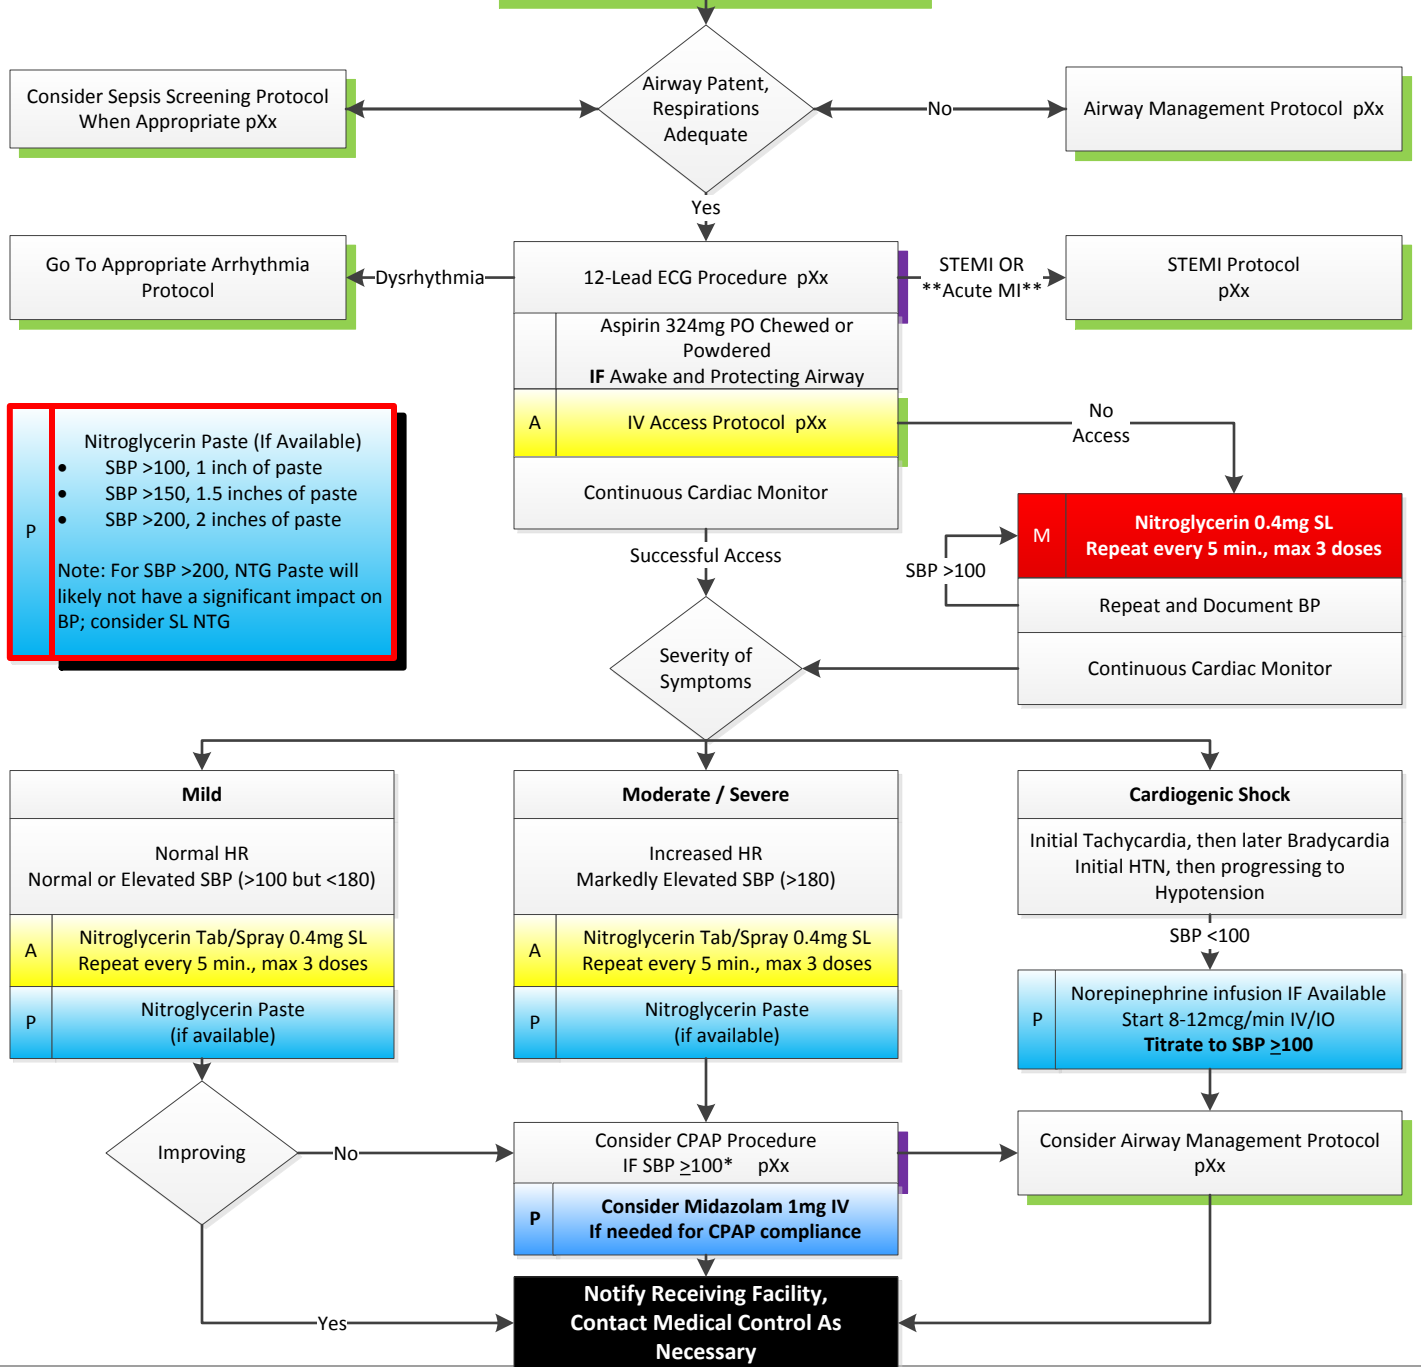 Airway Patent,
Respirations
Adequate
Consider Sepsis Screening Protocol
When Appropriate pXx
No
Airway Management Protocol pXx
Yes
Go To Appropriate Arrhythmia
Protocol
Dysrhythmia
12-Lead ECG Procedure pXx
STEMI OR
**Acute MI**
STEMI Protocol
pXx
Aspirin 324mg PO Chewed or
Powdered
IF Awake and Protecting Airway
A
IV Access Protocol pXx
No
Access
Continuous Cardiac Monitor
P
Nitroglycerin Paste (If Available)
• SBP >100, 1 inch of paste
• SBP >150, 1.5 inches of paste
• SBP >200, 2 inches of paste
Note: For SBP >200, NTG Paste will
likely not have a significant impact on
BP; consider SL NTG
Successful Access
M
Nitroglycerin 0.4mg SL
Repeat every 5 min., max 3 doses
SBP >100
Repeat and Document BP
Continuous Cardiac Monitor
Severity of
Symptoms
Mild
Normal HR
Normal or Elevated SBP (>100 but <180)
A
Nitroglycerin Tab/Spray 0.4mg SL
Repeat every 5 min., max 3 doses
P
Nitroglycerin Paste
(if available)
Moderate / Severe
Increased HR
Markedly Elevated SBP (>180)
A
Nitroglycerin Tab/Spray 0.4mg SL
Repeat every 5 min., max 3 doses
P
Nitroglycerin Paste
(if available)
Cardiogenic Shock
Initial Tachycardia, then later Bradycardia
Initial HTN, then progressing to
Hypotension
SBP <100
P
Norepinephrine infusion IF Available
Start 8-12mcg/min IV/IO
Titrate to SBP ≥100
Improving
No
Consider CPAP Procedure
IF SBP ≥100* pXx
P
Consider Midazolam 1mg IV
If needed for CPAP compliance
Consider Airway Management Protocol
pXx
Yes
Notify Receiving Facility,
Contact Medical Control As
Necessary